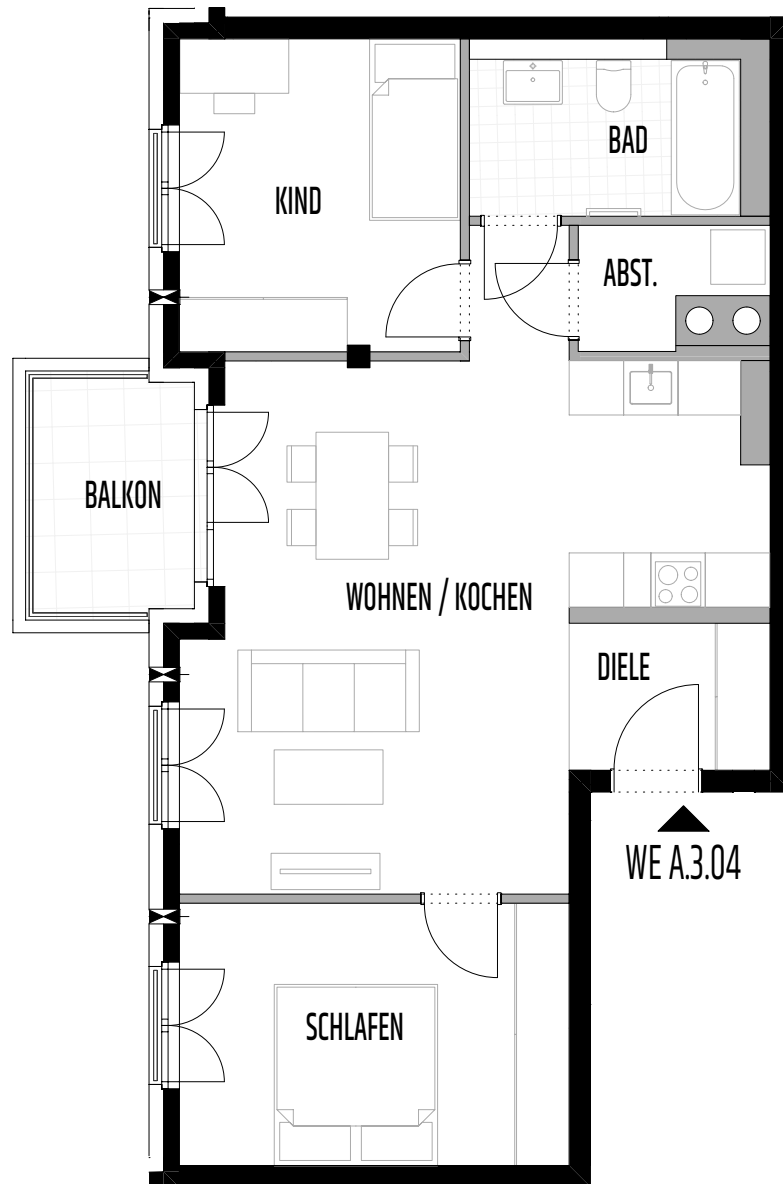 BAD
KIND
ABST.
BALKON
WOHNEN / KOCHEN
DIELE
WE A.3.04
SCHLAFEN